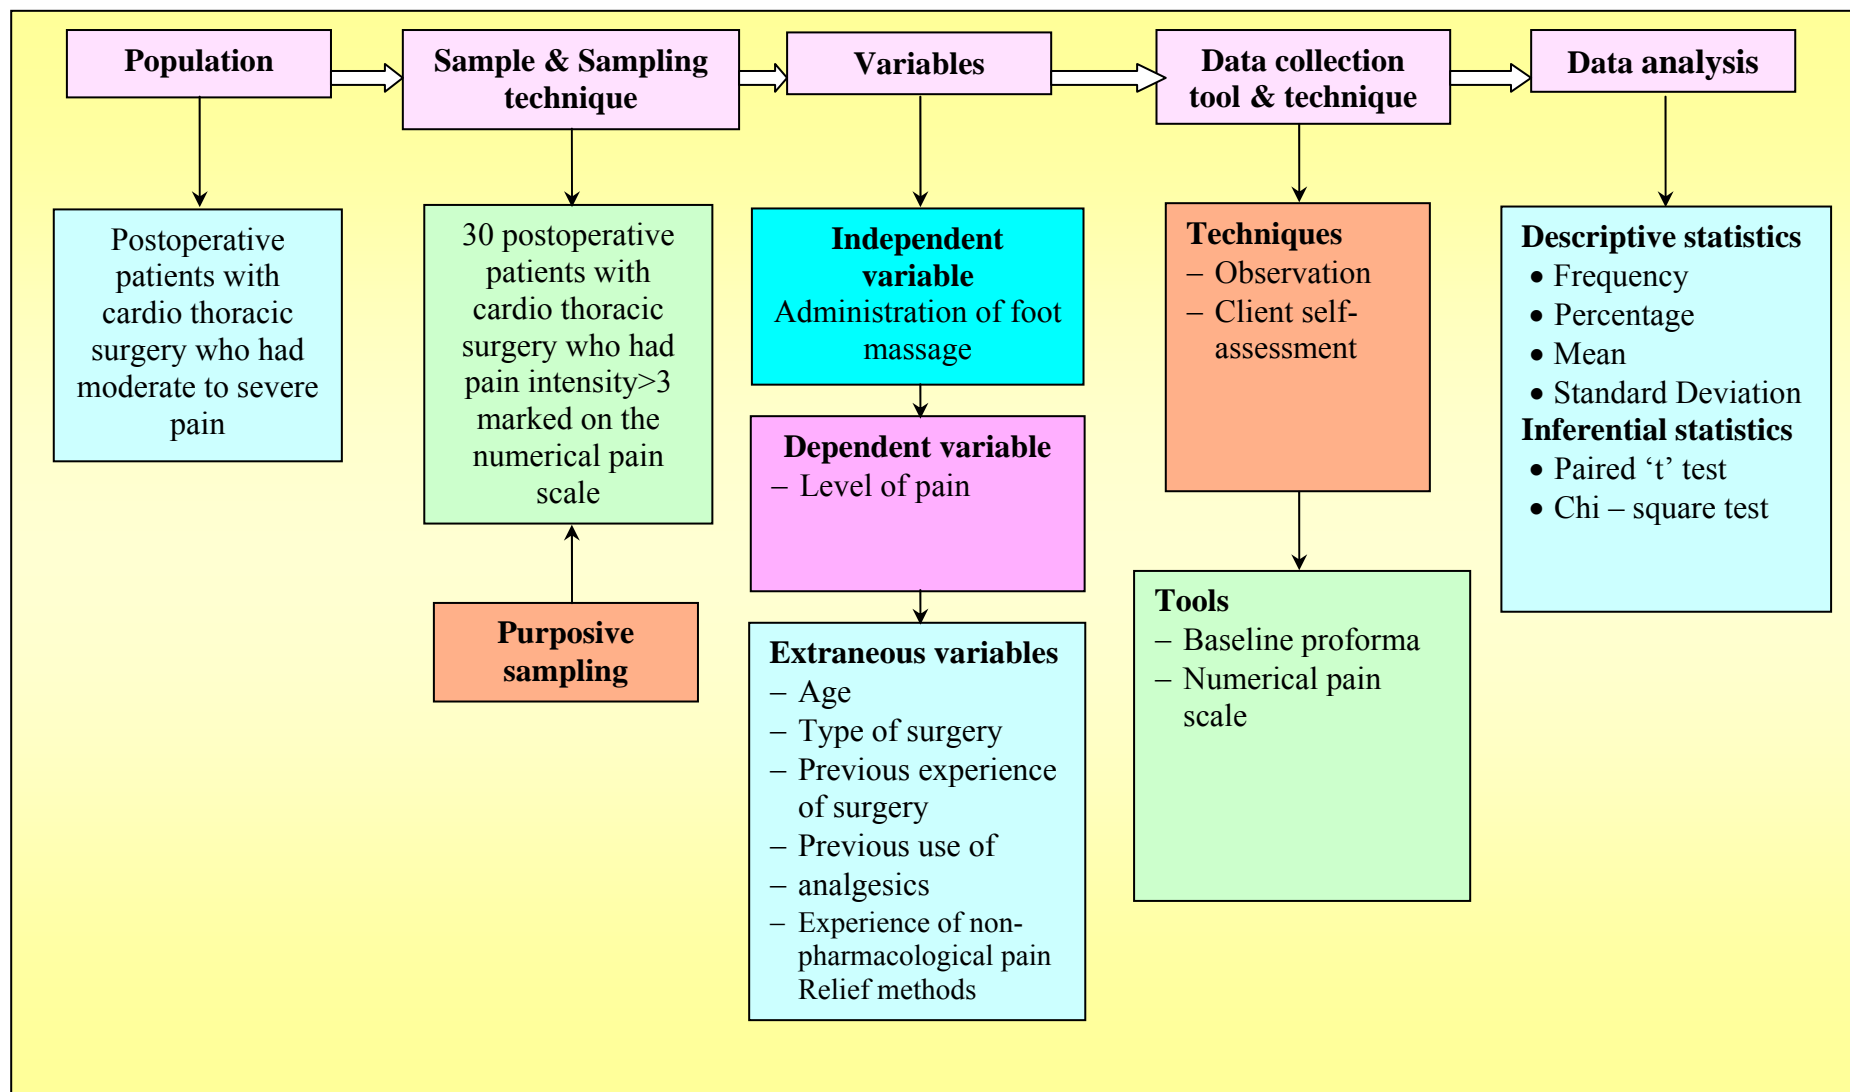 Population
Sample & Sampling
technique
Variables
Data collection
tool & technique
Data analysis
Postoperative
patients with
cardio thoracic
surgery who had
moderate to severe
pain
30 postoperative
patients with
cardio thoracic
surgery who had
pain intensity>3
marked on the
numerical pain
scale
Purposive
sampling
Independent
variable
Administration of foot
massage
Dependent variable
– Level of pain
Extraneous variables
– Age
– Type of surgery
– Previous experience
of surgery
– Previous use of
– analgesics
– Experience of non-
pharmacological pain
Relief methods
Techniques
– Observation
– Client self-
assessment
Tools
– Baseline proforma
– Numerical pain
scale
Descriptive statistics
• Frequency
• Percentage
• Mean
• Standard Deviation
Inferential statistics
• Paired ‘t’ test
• Chi – square test